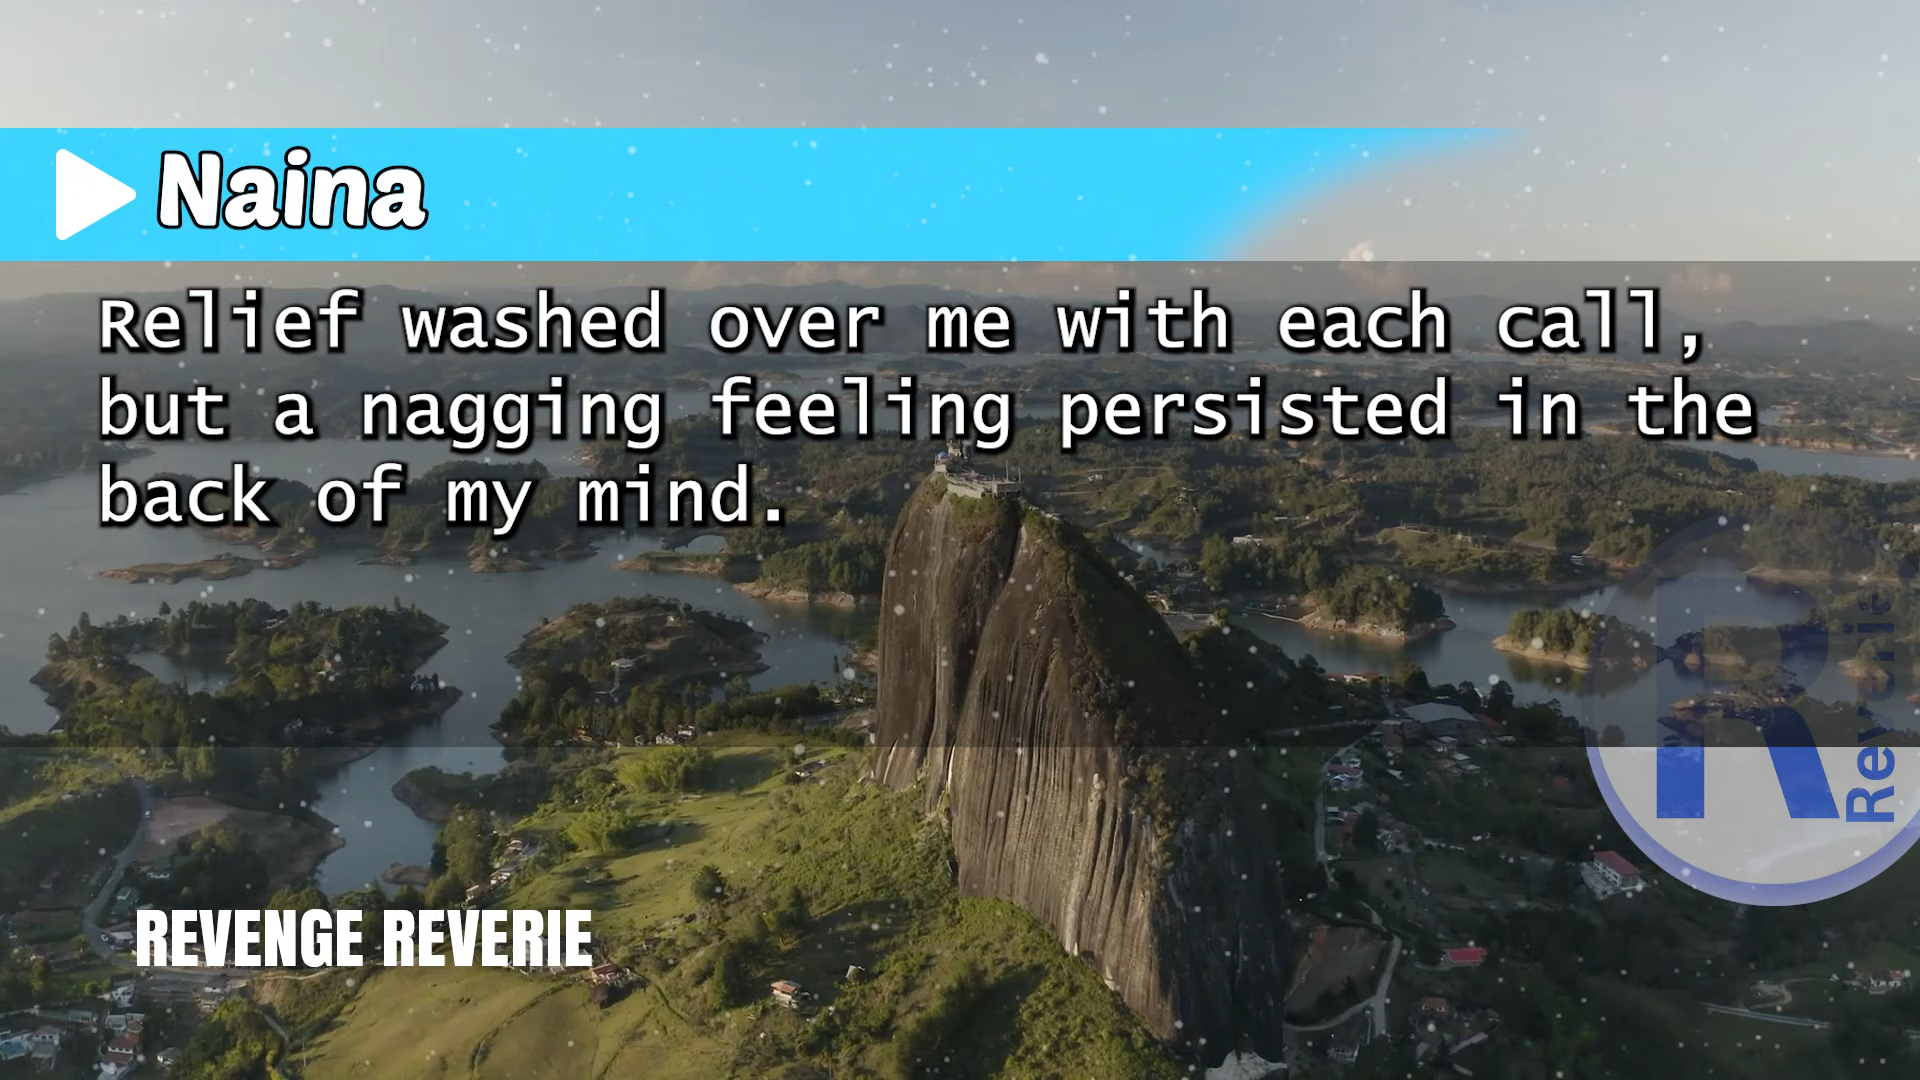 Naina
Relief washed over me with each call,
but a nagging feeling persisted in the
back of my mind.
R
Reverie
REVENGE REVERIE